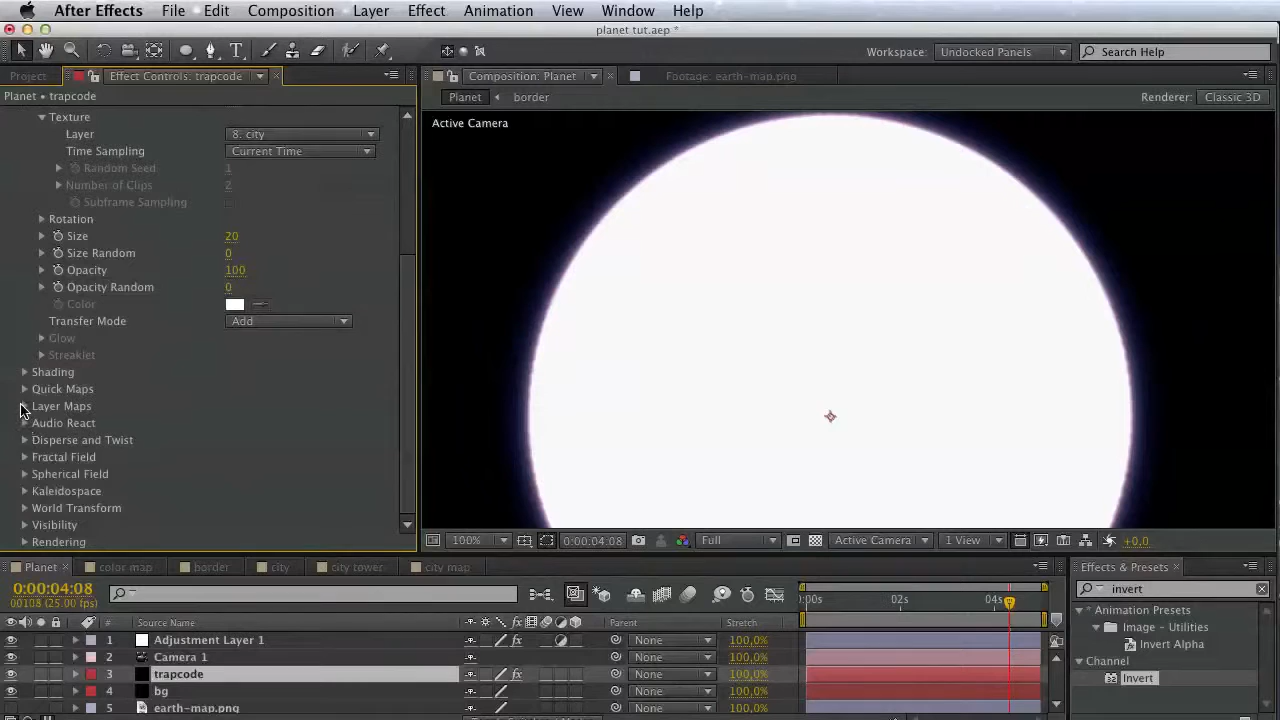 After Effects File Edit Composition Layer Effect Animation View Window Help
planet tut.aep *
Workspace: Undocked Panels Search Help
Project Effect Controls: trapcode Composition: Planet Footage: earth-map.png
Planet • trapcode Planet border Renderer: Classic 3D
Active Camera
Texture
Layer 8. city
Time Sampling Current Time
Random Seed 1
Number of Clips 2
Subframe Sampling
Rotation
Size 20
Size Random 0
Opacity 100
Opacity Random 0
Color
Transfer Mode Add
Glow
Streaklet
Shading
Quick Maps
Layer Maps
Audio React
Disperse and Twist
Fractal Field
Spherical Field
Kaleidospace
World Transform
Visibility
Rendering
100% 0:00:04:08 Full Active Camera 1 View +0,0
Planet color map border city city tower city map Effects & Presets
0:00:04:08
00108 (25.00 fps)
:00s 02s 04s
invert
# Source Name Parent Stretch
* Animation Presets
Image - Utilities
Invert Alpha
Channel
Invert
1 Adjustment Layer 1 None 100,0%
2 Camera 1 None 100,0%
3 trapcode None 100,0%
4 bg None 100,0%
5 earth-map.png None 100,0%